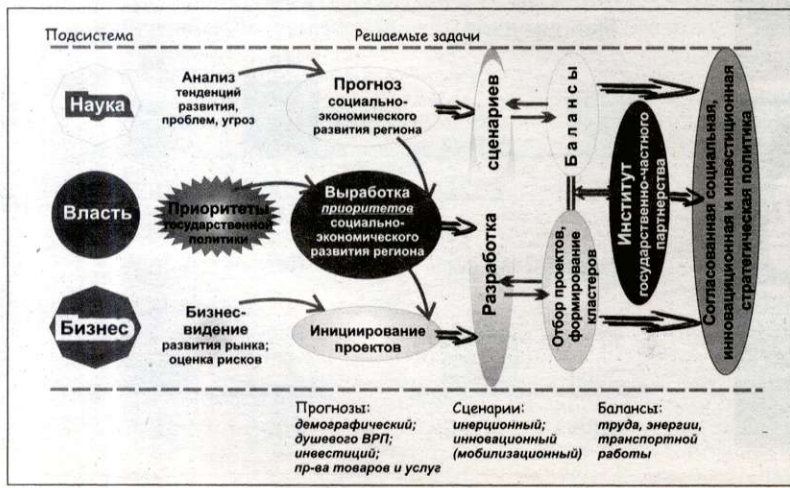 Подсистема
Решаемые задачи
Наука
Анализ
тенденций
развития,
проблем, угроз
Прогноз
социально-
экономического
развития региона
Власть
Приоритеты
государственной
политики
Выработка
приоритетов
социально-
экономического
развития региона
Бизнес
Бизнес-
видение
развития рынка;
оценка рисков
Инициирование
проектов
Разработка
сценариев
Балансы
Отбор проектов,
формирование
кластеров
Институт
государственно-частного
партнерства
Согласованная социальная,
инновационная и инвестиционная
стратегическая политика
Прогнозы:
демографический;
душевого ВРП;
инвестиций;
пр-ва товаров и услуг
Сценарии:
инерционный;
инновационный
(мобилизационный)
Балансы:
труда, энергии,
транспортной
работы